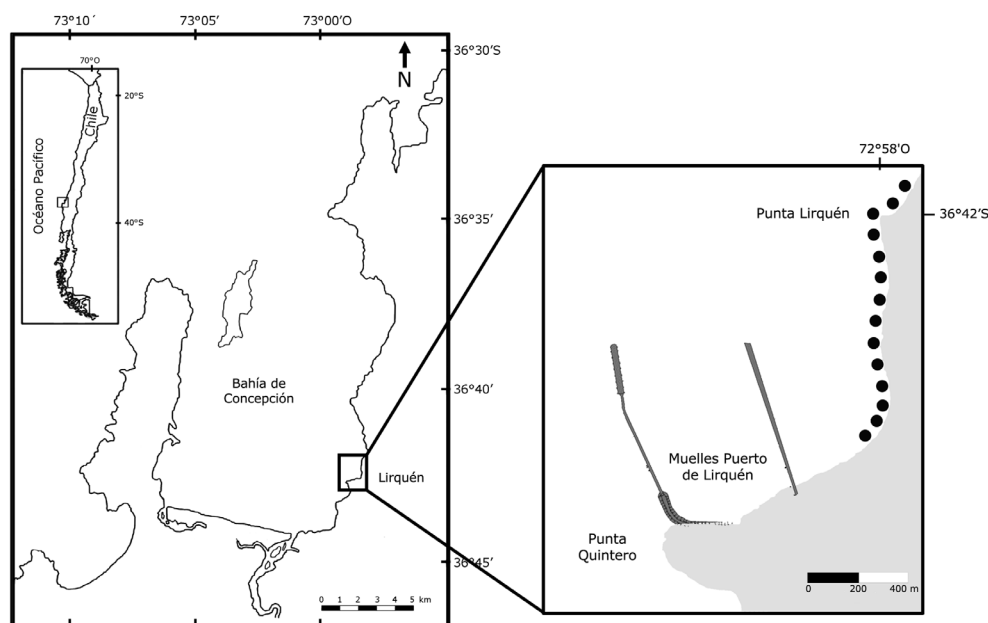 73°10´
73°05´
73°00´O
36°30´S
N
70°O
20°S
Chile
Océano Pacífico
40°S
36°35´
72°58´O
Punta Lirquén
36°42´S
36°40´
Bahía de
Concepción
Lirquén
Muelles Puerto
de Lirquén
Punta
Quintero
36°45´
0 1 2 3 4 5 km
0 200 400 m